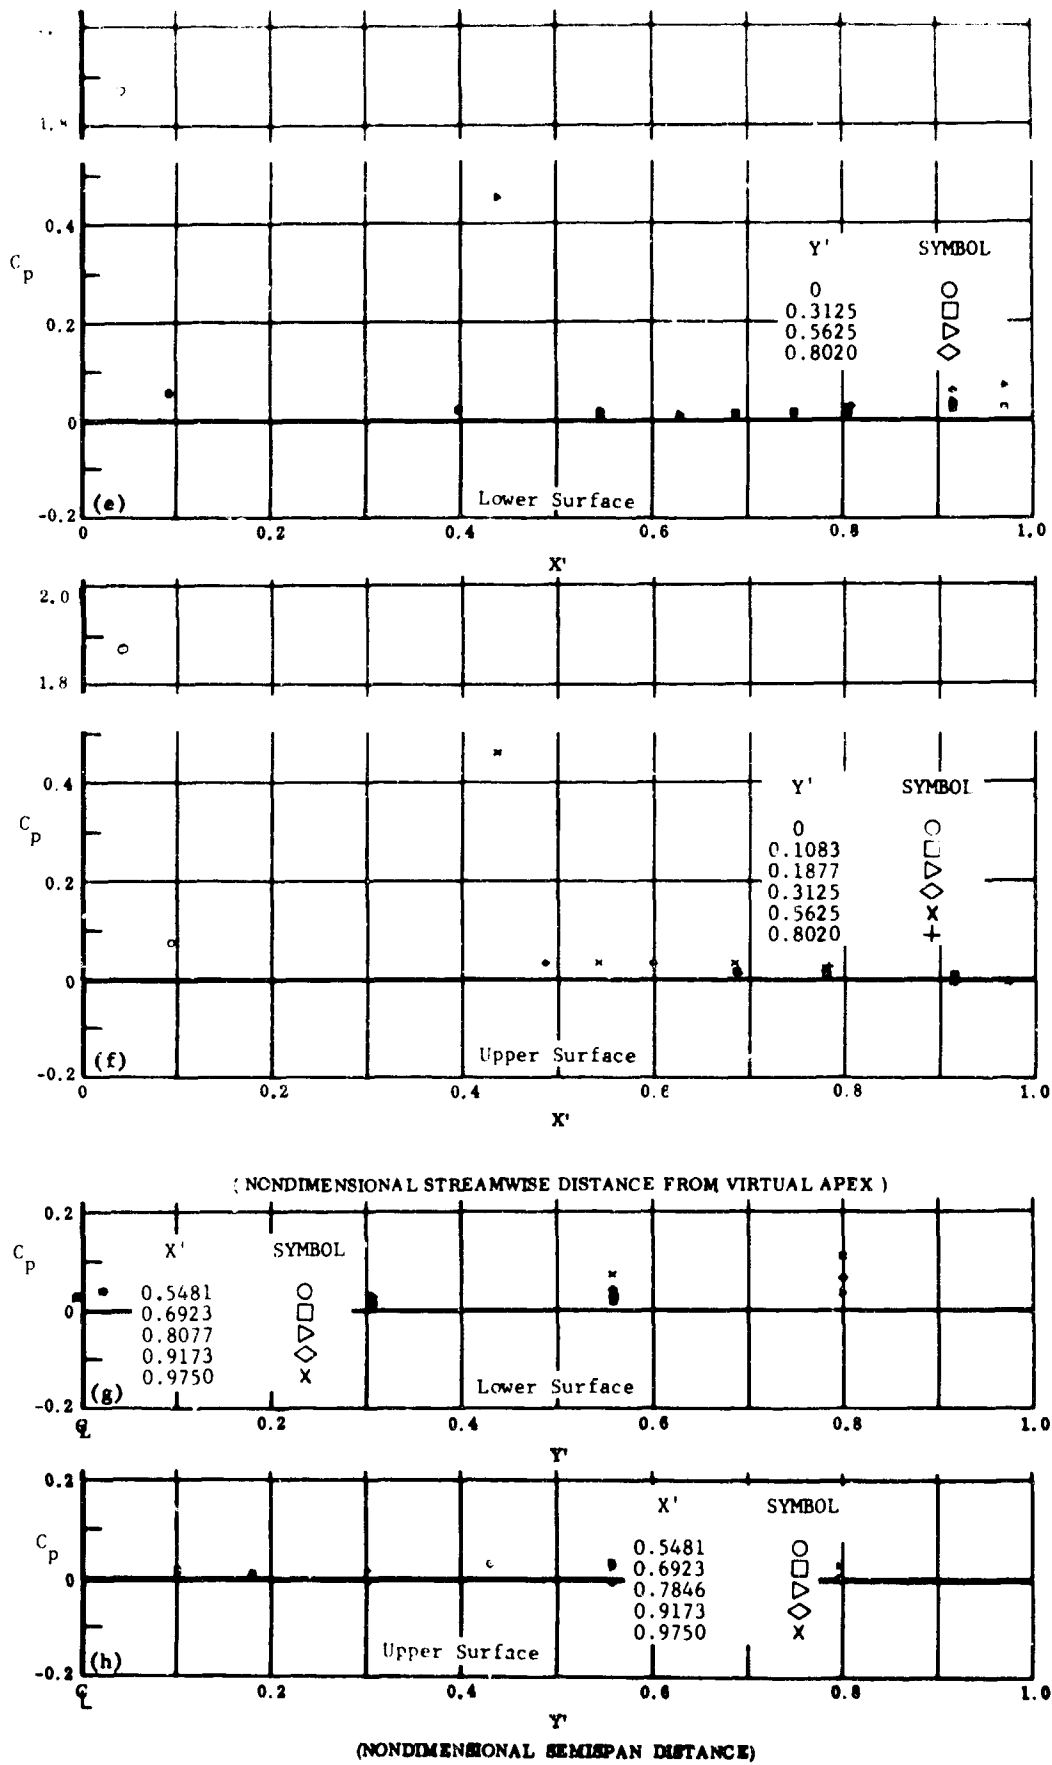 0.4
Y' SYMBOL
C_p
0
0.3125
0.2
0.5625
0.8020
0
(e)
Lower Surface
-0.2
0 0.2 0.4 0.6 0.8 1.0
X'
2.0
1.8
0.4
Y' SYMBOL
C_p
0
0.1083
0.2
0.1877
0.3125
0.5625
0.8020
0
(f)
Upper Surface
-0.2
0 0.2 0.4 0.6 0.8 1.0
X'
(NONDIMENSIONAL STREAMWISE DISTANCE FROM VIRTUAL APEX)
0.2
C_p
X' SYMBOL
0.5481
0
0.6923
0.8077
0.9173
0.9750
(g)
Lower Surface
-0.2
℄ 0.2 0.4 0.6 0.8 1.0
Y'
0.2
X' SYMBOL
C_p
0.5481
0.6923
0
0.7846
0.9173
0.9750
(h)
Upper Surface
-0.2
℄ 0.2 0.4 0.6 0.8 1.0
Y'
(NONDIMENSIONAL SEMISPAN DISTANCE)